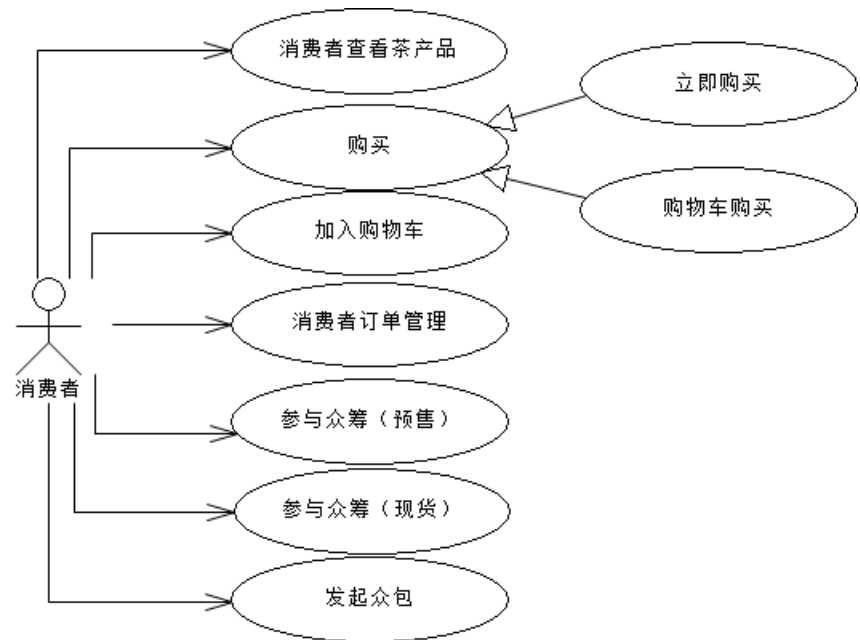 消费者查看茶产品
立即购买
购买
购物车购买
加入购物车
消费者订单管理
消费者
参与众筹（预售）
参与众筹（现货）
发起众包